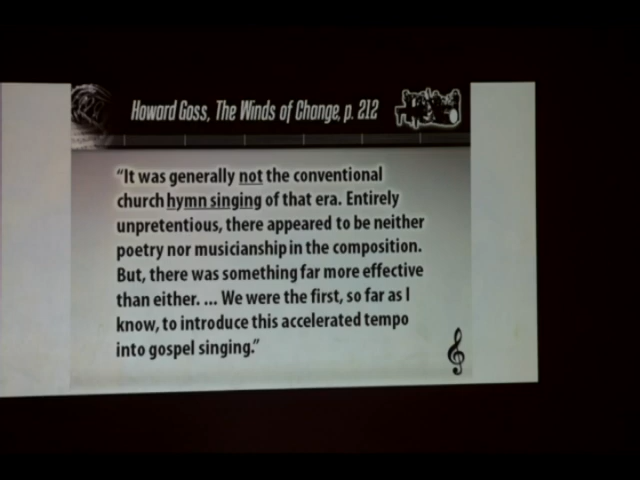 Howard Goss, The Winds of Change, p. 212
“It was generally not the conventional
church hymn singing of that era. Entirely
unpretentious, there appeared to be neither
poetry nor musicianship in the composition.
But, there was something far more effective
than either. ... We were the first, so far as I
know, to introduce this accelerated tempo
into gospel singing.”